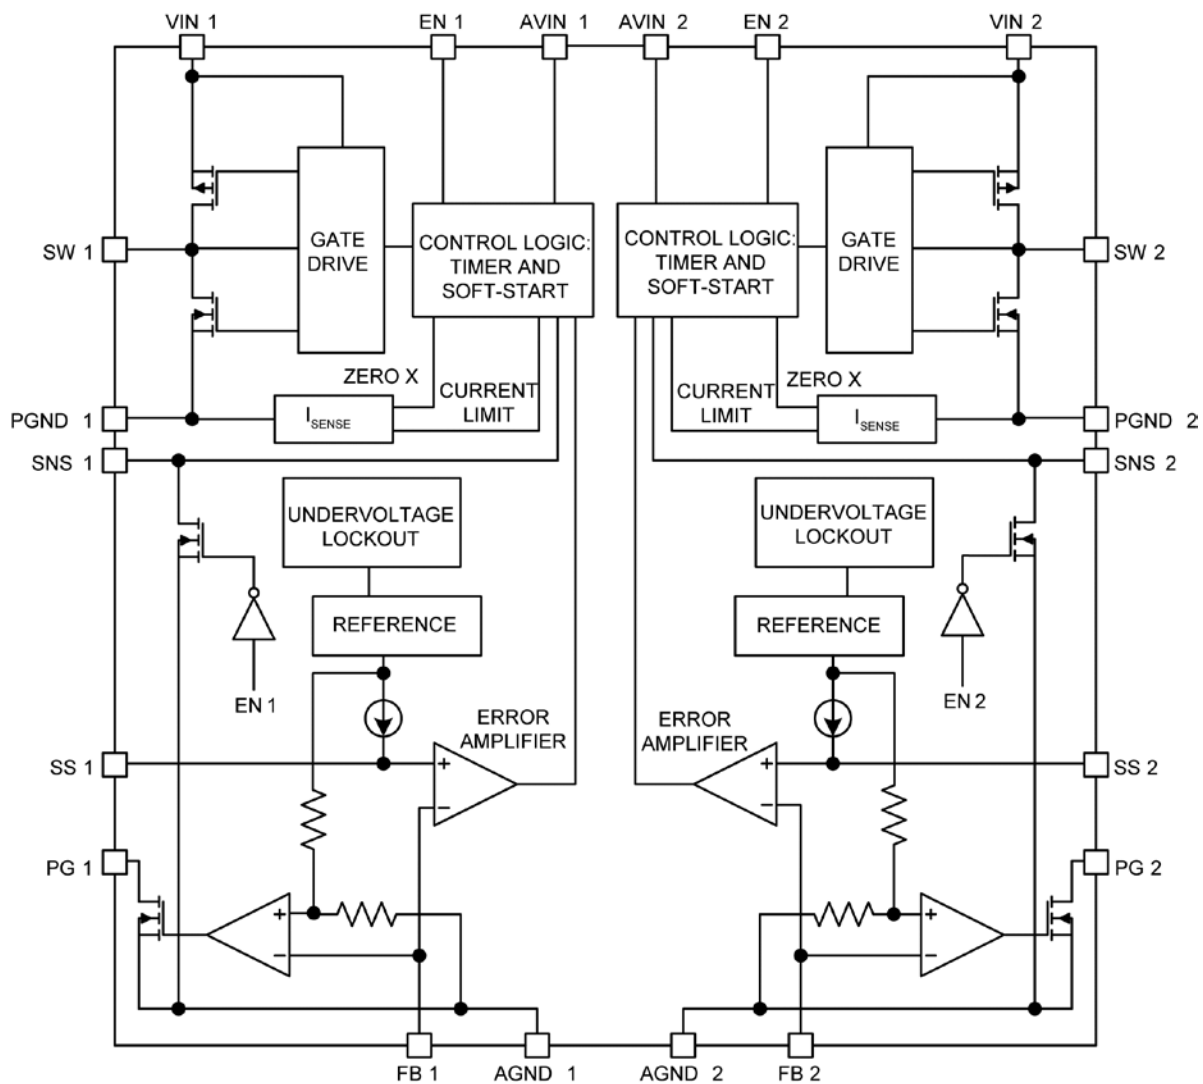 VIN 1
EN 1
AVIN 1
AVIN 2
EN 2
VIN 2
SW 1
GATE
DRIVE
CONTROL LOGIC:
TIMER AND
SOFT-START
CONTROL LOGIC:
TIMER AND
SOFT-START
GATE
DRIVE
SW 2
ZERO X
CURRENT
LIMIT
CURRENT
LIMIT
ZERO X
PGND 1
ISENSE
ISENSE
PGND 2
SNS 1
SNS 2
UNDERVOLTAGE
LOCKOUT
UNDERVOLTAGE
LOCKOUT
REFERENCE
REFERENCE
EN 1
EN 2
ERROR
AMPLIFIER
ERROR
AMPLIFIER
SS 1
+
+
SS 2
−
−
PG 1
PG 2
+
+
−
−
FB 1
AGND 1
AGND 2
FB 2